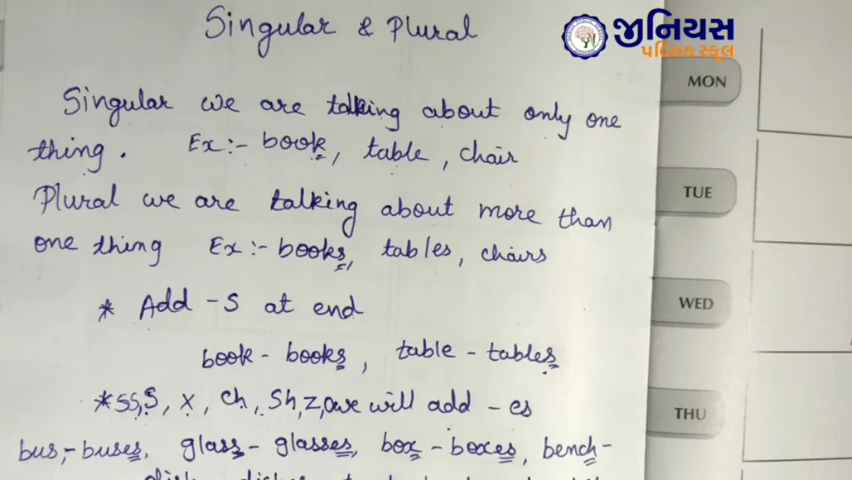 Singular & Plural
જીનિયસ
પબ્લિક સ્કૂલ
MON
Singular we are talking about only one
thing. Ex:- book, table, chair
TUE
Plural we are talking about more than
one thing Ex:- books, tables, chairs
* Add -s at end
WED
book - books, table - tables
*ss, s, x, ch, sh, z, o we will add -es
THU
bus,- buses, glass - glasses, box - boxes, bench-